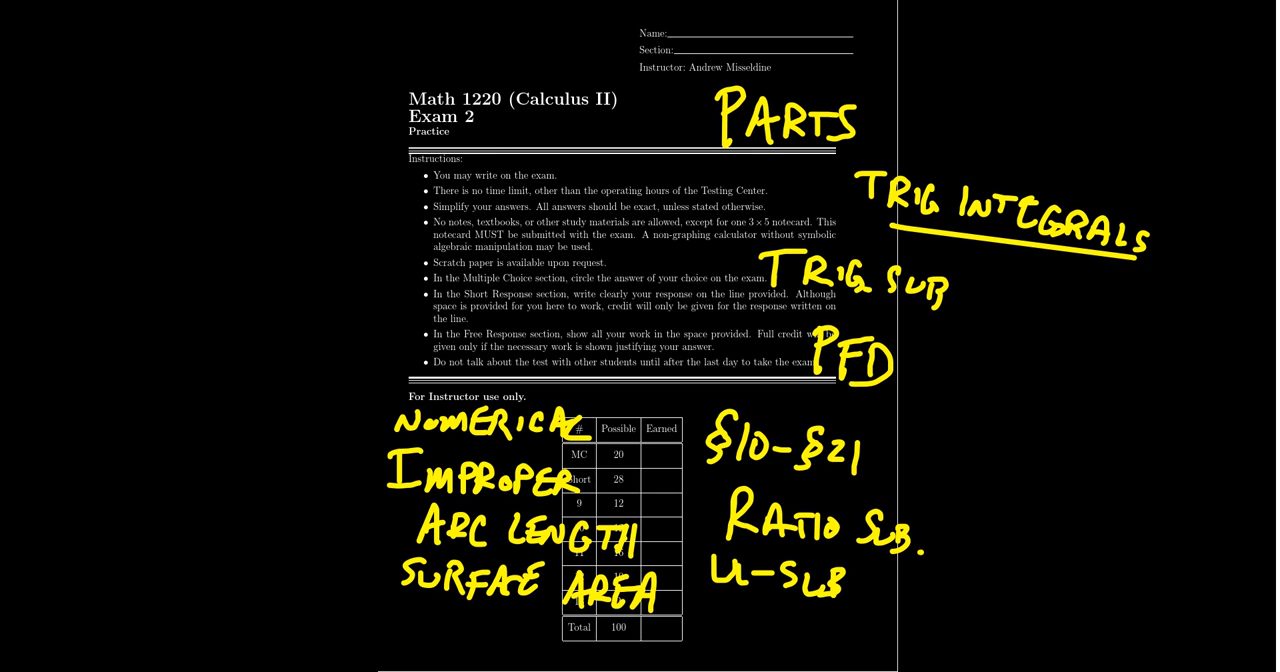 Name:
Section:
Instructor: Andrew Misseldine
Math 1220 (Calculus II)
Exam 2
Practice
PARTS
Instructions:
• You may write on the exam.
• There is no time limit, other than the operating hours of the Testing Center.
• Simplify your answers. All answers should be exact, unless stated otherwise.
• No notes, textbooks, or other study materials are allowed, except for one 3 × 5 notecard. This
notecard MUST be submitted with the exam. A non-graphing calculator without symbolic
algebraic manipulation may be used.
TRIG INTEGRALS
• Scratch paper is available upon request.
• In the Multiple Choice section, circle the answer of your choice on the exam.
TRIG SUB
• In the Short Response section, write clearly your response on the line provided. Although
space is provided for you here to work, credit will only be given for the response written on
the line.
• In the Free Response section, show all your work in the space provided. Full credit
given only if the necessary work is shown justifying your answer.
PFD
• Do not talk about the test with other students until after the last day to take the exam
For Instructor use only.
NUMERICAL
# Possible Earned
§10-§21
MC 20
IMPROPER
Short 28
9 12
RATIO SUB.
ARC LENGTH
U-SUB
SURFACE AREA
Total 100